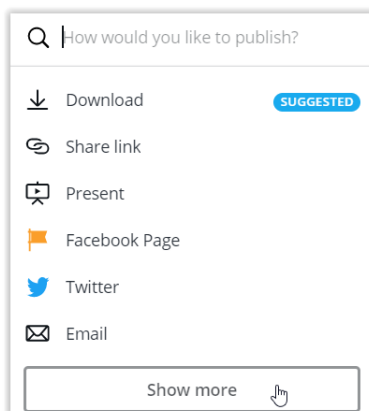 How would you like to publish?
Download SUGGESTED
Share link
Present
Facebook Page
Twitter
Email
Show more